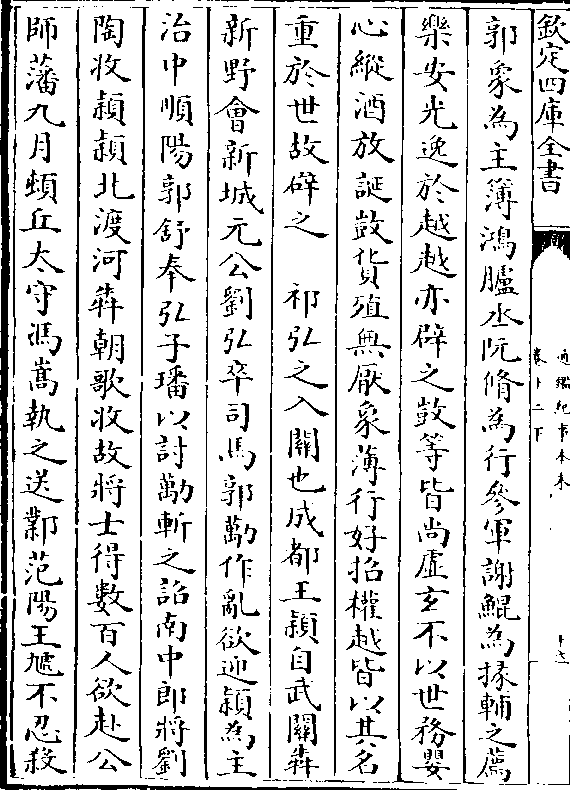 欽定四庫全書
通鑑紀事本末
卷十二下
郭象為主簿鴻臚丞阮脩為行參軍謝鯤為掾輔之薦
樂安光逸於越越亦辟之敱等皆尚虛玄不以世務嬰
心縱酒放誕敱貨殖無厭象薄行好招權越皆以其名
重於世故辟之　祁弘之入關也成都王穎自武關犇
新野會新城元公劉弘卒司馬郭勱作亂欲迎穎為主
治中順陽郭舒奉弘子璠以討勱斬之詔南中郎將劉
陶收穎穎北渡河犇朝歌收故將士得數百人欲赴公
師藩九月頓丘太守馮嵩執之送鄴范陽王虓不忍殺